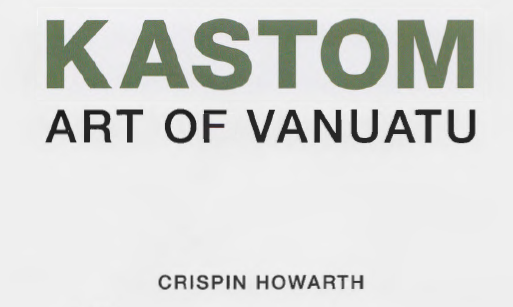 KASTOM
ART OF VANUATU
CRISPIN HOWARTH